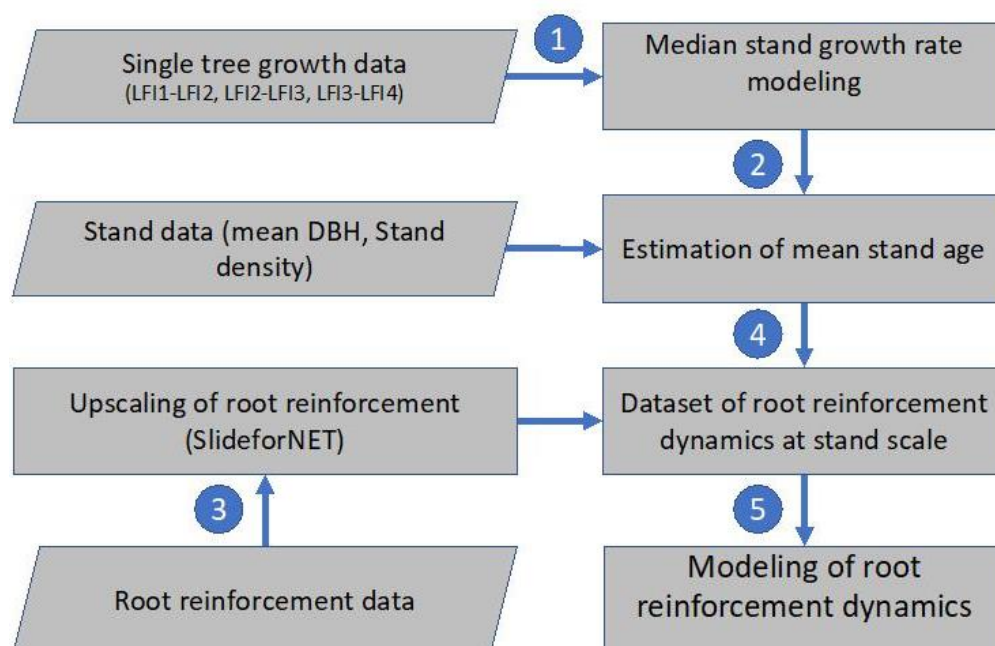 1
Single tree growth data
(LFI1-LFI2, LFI2-LFI3, LFI3-LFI4)
Median stand growth rate
modeling
2
Stand data (mean DBH, Stand
density)
Estimation of mean stand age
4
Upscaling of root reinforcement
(SlideforNET)
Dataset of root reinforcement
dynamics at stand scale
3
5
Root reinforcement data
Modeling of root
reinforcement dynamics